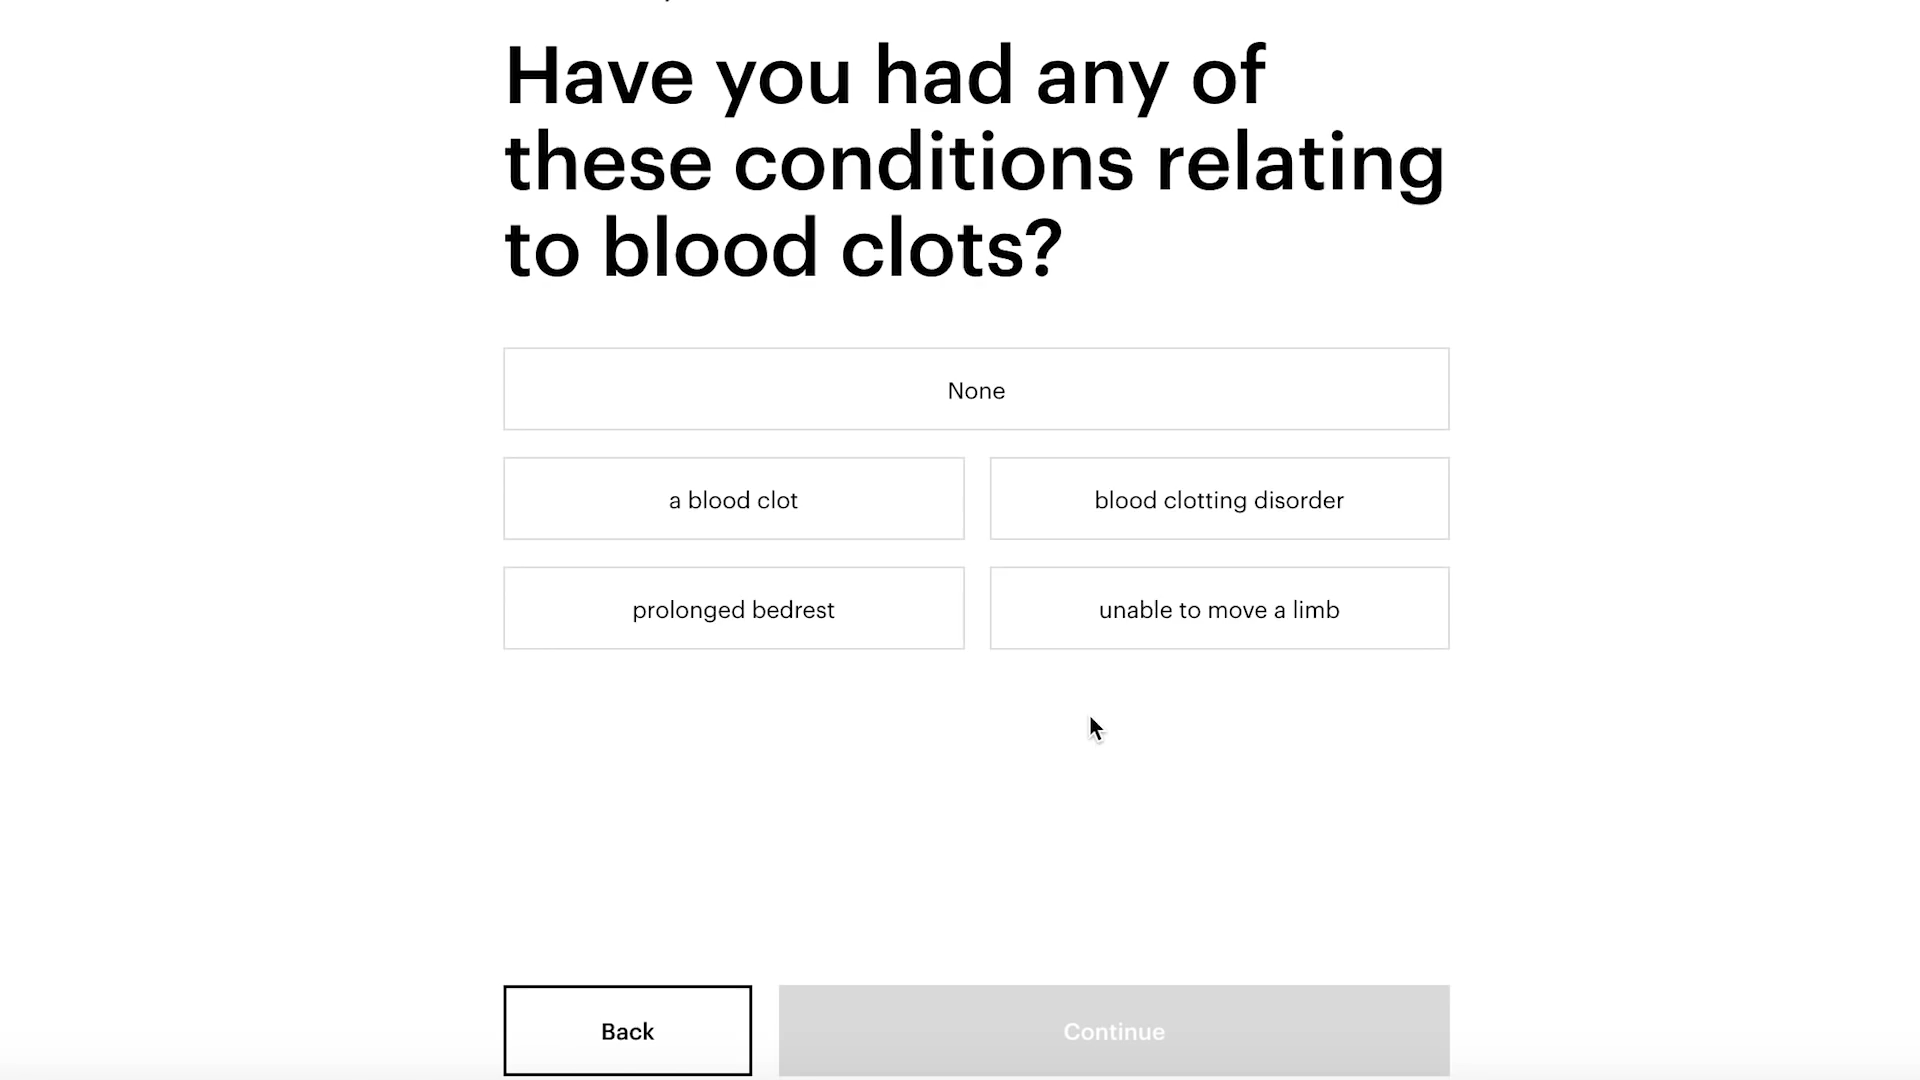 Have you had any of
these conditions relating
to blood clots?
None
a blood clot
blood clotting disorder
prolonged bedrest
unable to move a limb
Back
Continue